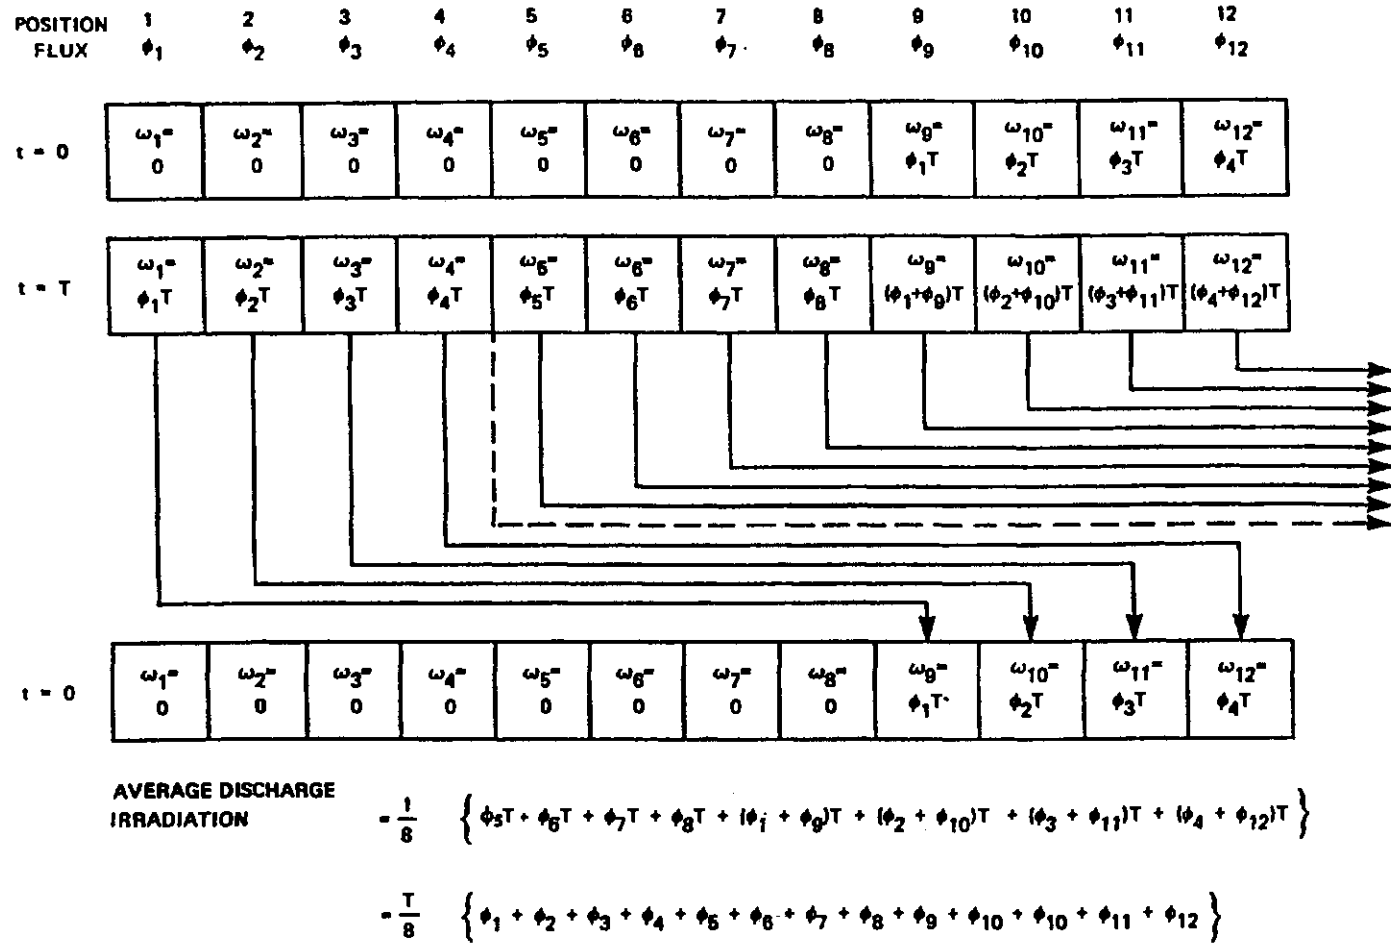 POSITION 1 2 3 4 5 6 7 8 9 10 11 12
FLUX ϕ1 ϕ2 ϕ3 ϕ4 ϕ5 ϕ6 ϕ7 ϕ8 ϕ9 ϕ10 ϕ11 ϕ12
t = 0
ω1= ω2= ω3= ω4= ω5= ω6= ω7= ω8= ω9= ω10= ω11= ω12=
0 0 0 0 0 0 0 0 ϕ1T ϕ2T ϕ3T ϕ4T
t = T
ω1= ω2= ω3= ω4= ω5= ω6= ω7= ω8= ω9= ω10= ω11= ω12=
ϕ1T ϕ2T ϕ3T ϕ4T ϕ5T ϕ6T ϕ7T ϕ8T (ϕ1+ϕ9)T (ϕ2+ϕ10)T (ϕ3+ϕ11)T (ϕ4+ϕ12)T
t = 0
ω1= ω2= ω3= ω4= ω5= ω6= ω7= ω8= ω9= ω10= ω11= ω12=
0 0 0 0 0 0 0 0 ϕ1T ϕ2T ϕ3T ϕ4T
AVERAGE DISCHARGE
IRRADIATION = 1/8 { ϕ5T + ϕ6T + ϕ7T + ϕ8T + (ϕ1 + ϕ9)T + (ϕ2 + ϕ10)T + (ϕ3 + ϕ11)T + (ϕ4 + ϕ12)T }
= T/8 { ϕ1 + ϕ2 + ϕ3 + ϕ4 + ϕ5 + ϕ6 + ϕ7 + ϕ8 + ϕ9 + ϕ10 + ϕ10 + ϕ11 + ϕ12 }